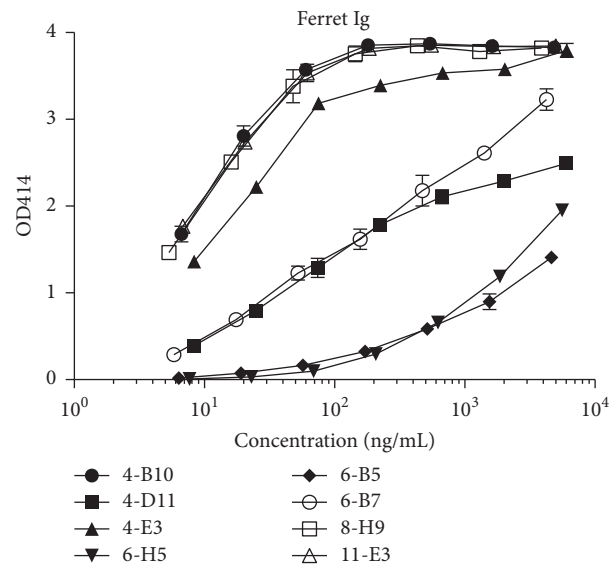 Ferret Ig
4
3
2
1
0
OD414
10^0
10^1
10^2
10^3
10^4
Concentration (ng/mL)
4-B10
4-D11
4-E3
6-H5
6-B5
6-B7
8-H9
11-E3